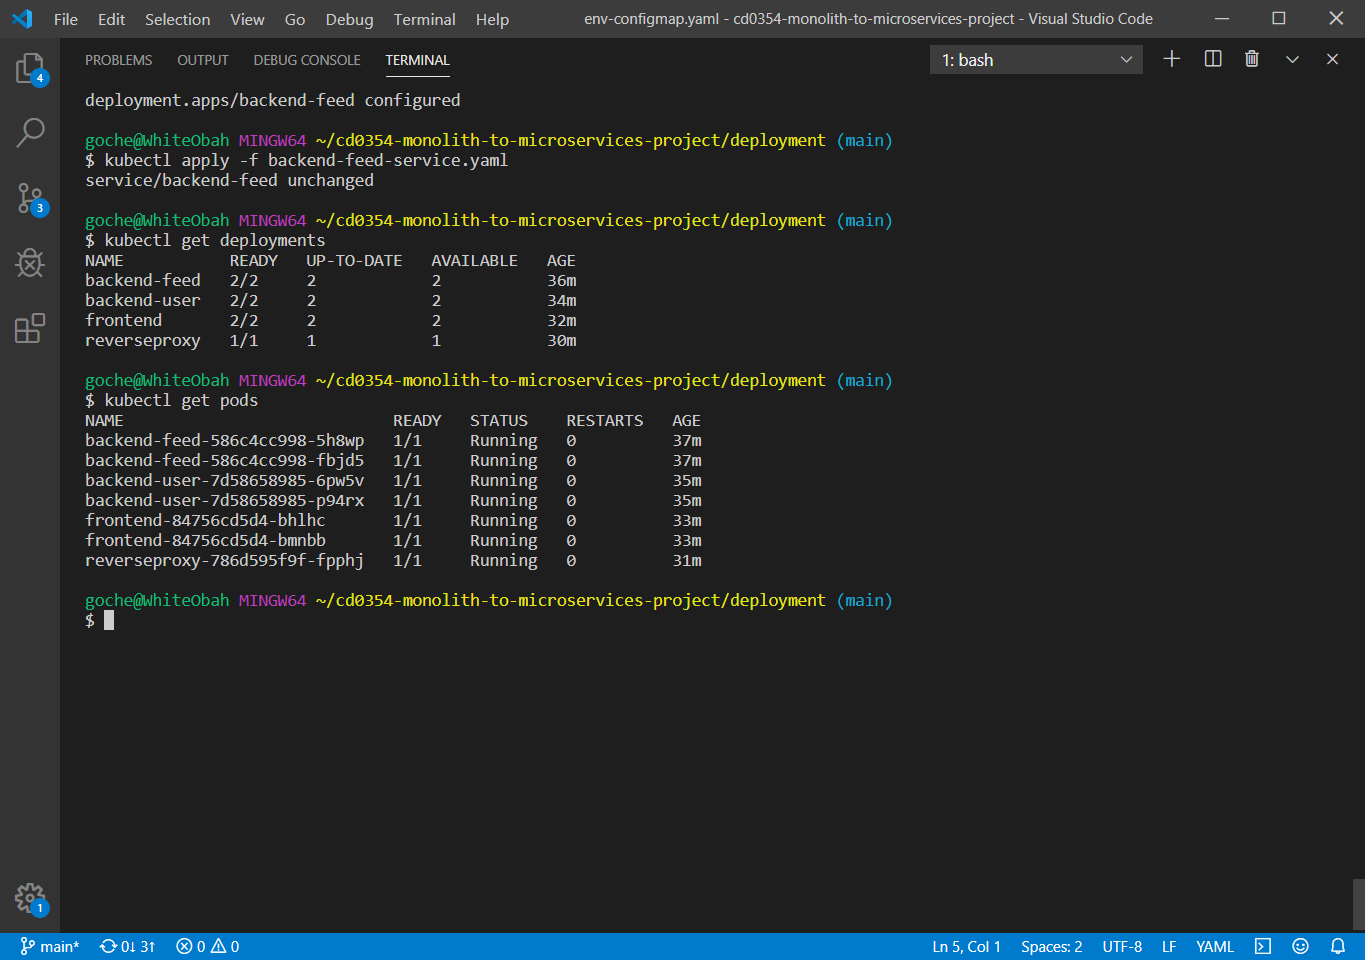 File Edit Selection View Go Debug Terminal Help env-configmap.yaml - cd0354-monolith-to-microservices-project - Visual Studio Code
PROBLEMS OUTPUT DEBUG CONSOLE TERMINAL 1: bash
4
3
1
deployment.apps/backend-feed configured
goche@WhiteObah MINGW64 ~/cd0354-monolith-to-microservices-project/deployment (main)
$ kubectl apply -f backend-feed-service.yaml
service/backend-feed unchanged
goche@WhiteObah MINGW64 ~/cd0354-monolith-to-microservices-project/deployment (main)
$ kubectl get deployments
NAME READY UP-TO-DATE AVAILABLE AGE
backend-feed 2/2 2 2 36m
backend-user 2/2 2 2 34m
frontend 2/2 2 2 32m
reverseproxy 1/1 1 1 30m
goche@WhiteObah MINGW64 ~/cd0354-monolith-to-microservices-project/deployment (main)
$ kubectl get pods
NAME READY STATUS RESTARTS AGE
backend-feed-586c4cc998-5h8wp 1/1 Running 0 37m
backend-feed-586c4cc998-fbjd5 1/1 Running 0 37m
backend-user-7d58658985-6pw5v 1/1 Running 0 35m
backend-user-7d58658985-p94rx 1/1 Running 0 35m
frontend-84756cd5d4-bhlhc 1/1 Running 0 33m
frontend-84756cd5d4-bmnbb 1/1 Running 0 33m
reverseproxy-786d595f9f-fpphj 1/1 Running 0 31m
goche@WhiteObah MINGW64 ~/cd0354-monolith-to-microservices-project/deployment (main)
$
main* 0↓ 3↑ 0 0 Ln 5, Col 1 Spaces: 2 UTF-8 LF YAML